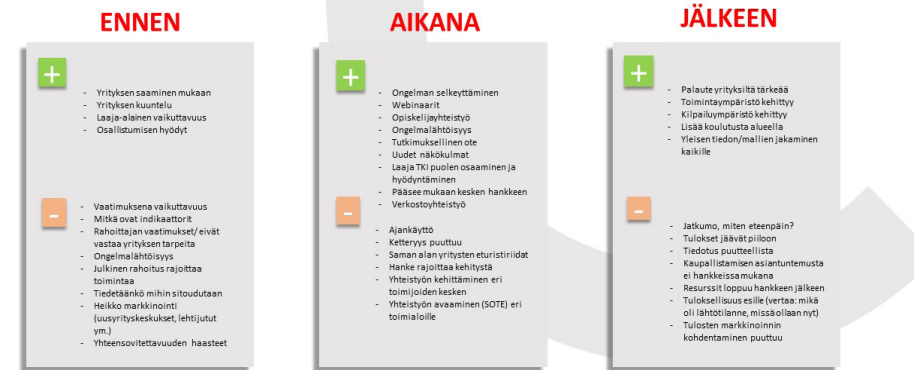 ENNEN
+
- Yrityksen saaminen mukaan
- Yrityksen kuuntelu
- Laaja-alainen vaikuttavuus
- Osallistumisen hyödyt
-
- Vaatimuksena vaikuttavuus
- Mitkä ovat indikaattorit
- Rahoittajan vaatimukset/ eivät
vastaa yrityksen tarpeita
- Ongelmalähtöisyys
- Julkinen rahoitus rajoittaa
toimintaa
- Tiedetäänkö mihin sitoudutaan
- Heikko markkinointi
(uusyrityskeskukset, lehtijutut
ym.)
- Yhteensovitettavuuden haasteet
AIKANA
+
- Ongelman selkeyttäminen
- Webinaarit
- Opiskelijayhteistyö
- Ongelmalähtöisyys
- Tutkimuksellinen ote
- Uudet näkökulmat
- Laaja TKI puolen osaaminen ja
hyödyntäminen
- Pääsee mukaan kesken hankkeen
- Verkostoyhteistyö
-
- Ajankäyttö
- Ketteryys puuttuu
- Saman alan yritysten eturistiriidat
- Hanke rajoittaa kehitystä
- Yhteistyön kehittäminen eri
toimijoiden kesken
- Yhteistyön avaaminen (SOTE) eri
toimialoille
JÄLKEEN
+
- Palaute yrityksiltä tärkeää
- Toimintaympäristö kehittyy
- Kilpailuympäristö kehittyy
- Lisää koulutusta alueella
- Yleisen tiedon/mallien jakaminen
kaikille
-
- Jatkumo, miten eteenpäin?
- Tulokset jäävät piiloon
- Tiedotus puutteellista
- Kaupallistamisen asiantuntemusta
ei hankkeissa mukana
- Resurssit loppuu hankkeen jälkeen
- Tuloksellisuus esille (vertaa: mikä
oli lähtötilanne, missä ollaan nyt)
- Tulosten markkinoinnin
kohdentaminen puuttuu